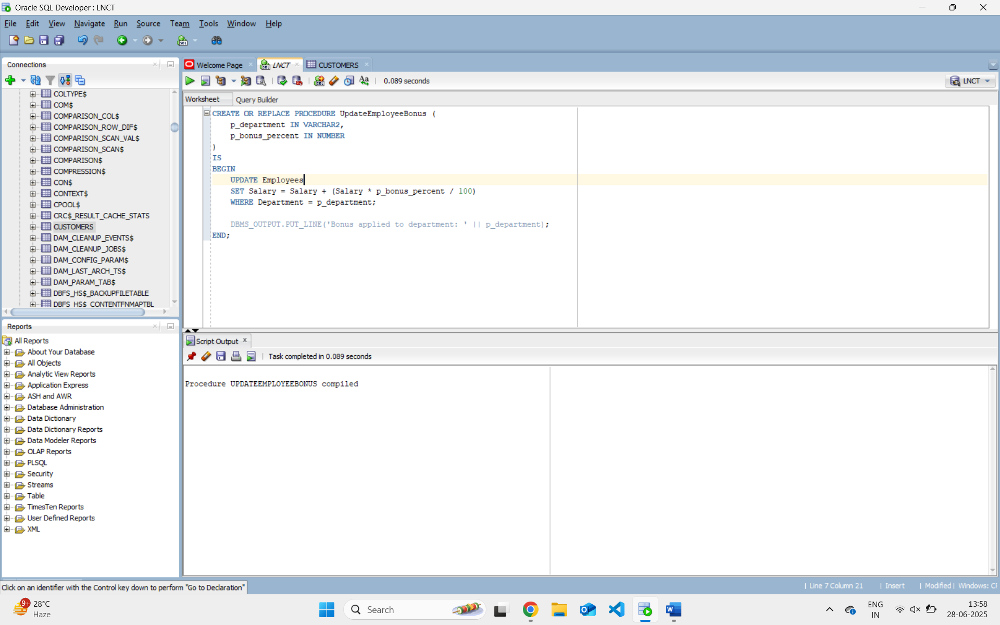 Oracle SQL Developer : LNCT
File Edit View Navigate Run Source Team Tools Window Help
Connections
COLTYPE$
COM$
COMPARISON_COL$
COMPARISON_ROW_DIF$
COMPARISON_SCAN_VAL$
COMPARISON_SCAN$
COMPARISON$
COMPRESSION$
CON$
CONTEXT$
CPOOL$
CRC$_RESULT_CACHE_STATS
CUSTOMERS
DAM_CLEANUP_EVENTS$
DAM_CLEANUP_JOBS$
DAM_CONFIG_PARAM$
DAM_LAST_ARCH_TS$
DAM_PARAM_TAB$
DBFS_HS$_BACKUPFILETABLE
DBFS_HS$_CONTENTFNMAPTBL
Reports
All Reports
About Your Database
All Objects
Analytic View Reports
Application Express
ASH and AWR
Database Administration
Data Dictionary
Data Dictionary Reports
Data Modeler Reports
OLAP Reports
PLSQL
Security
Streams
Table
TimesTen Reports
User Defined Reports
XML
Welcome Page LNCT CUSTOMERS
0.089 seconds
LNCT
Worksheet Query Builder
CREATE OR REPLACE PROCEDURE UpdateEmployeeBonus (
p_department IN VARCHAR2,
p_bonus_percent IN NUMBER
)
IS
BEGIN
UPDATE Employees
SET Salary = Salary + (Salary * p_bonus_percent / 100)
WHERE Department = p_department;
DBMS_OUTPUT.PUT_LINE('Bonus applied to department: ' || p_department);
END;
Script Output
Task completed in 0.089 seconds
Procedure UPDATEEMPLOYEEBONUS compiled
Click on an identifier with the Control key down to perform "Go to Declaration"
| Line 7 Column 21 | Insert | Modified | Windows: CF
9+ 28°C
Haze
Search
ENG
IN
13:58
28-06-2025